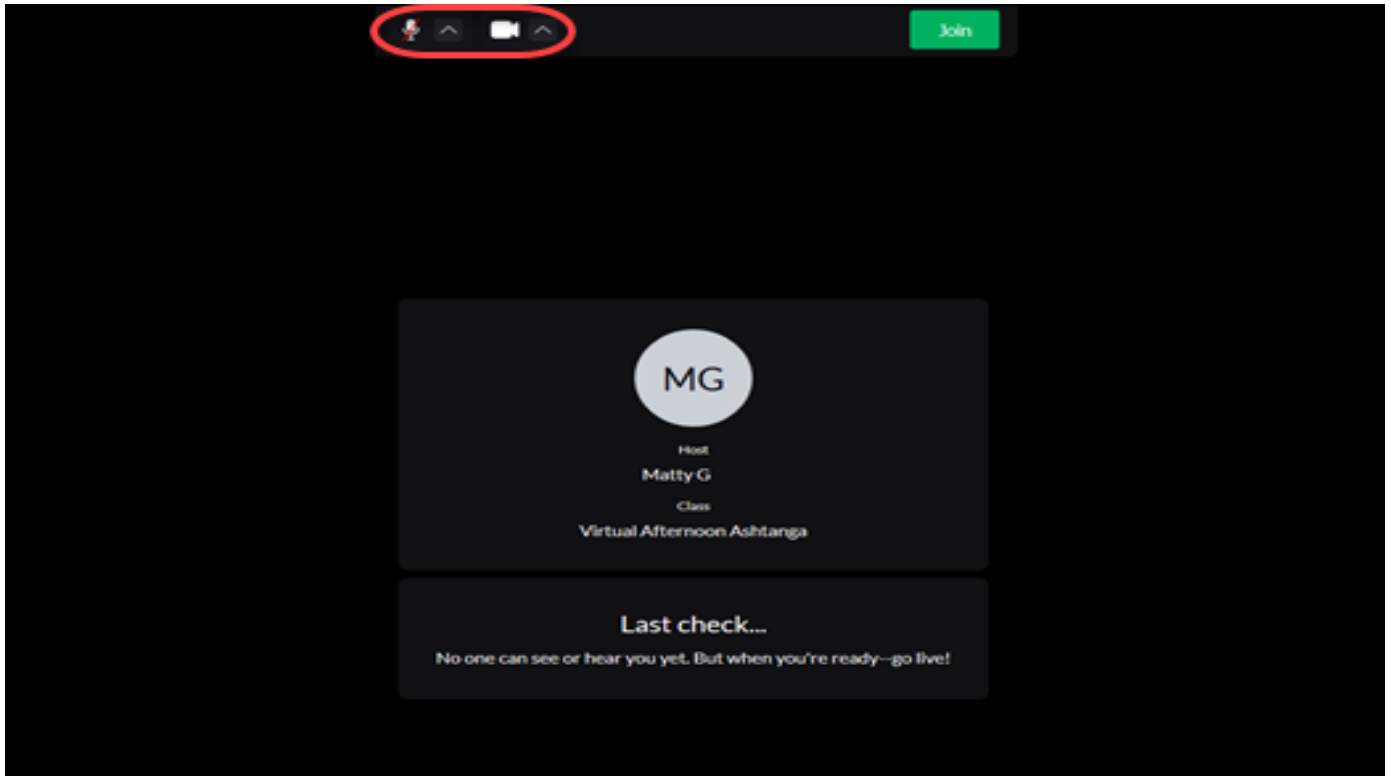 Join
MG
Host
Matty G
Class
Virtual Afternoon Ashtanga
Last check...
No one can see or hear you yet. But when you're ready--go live!